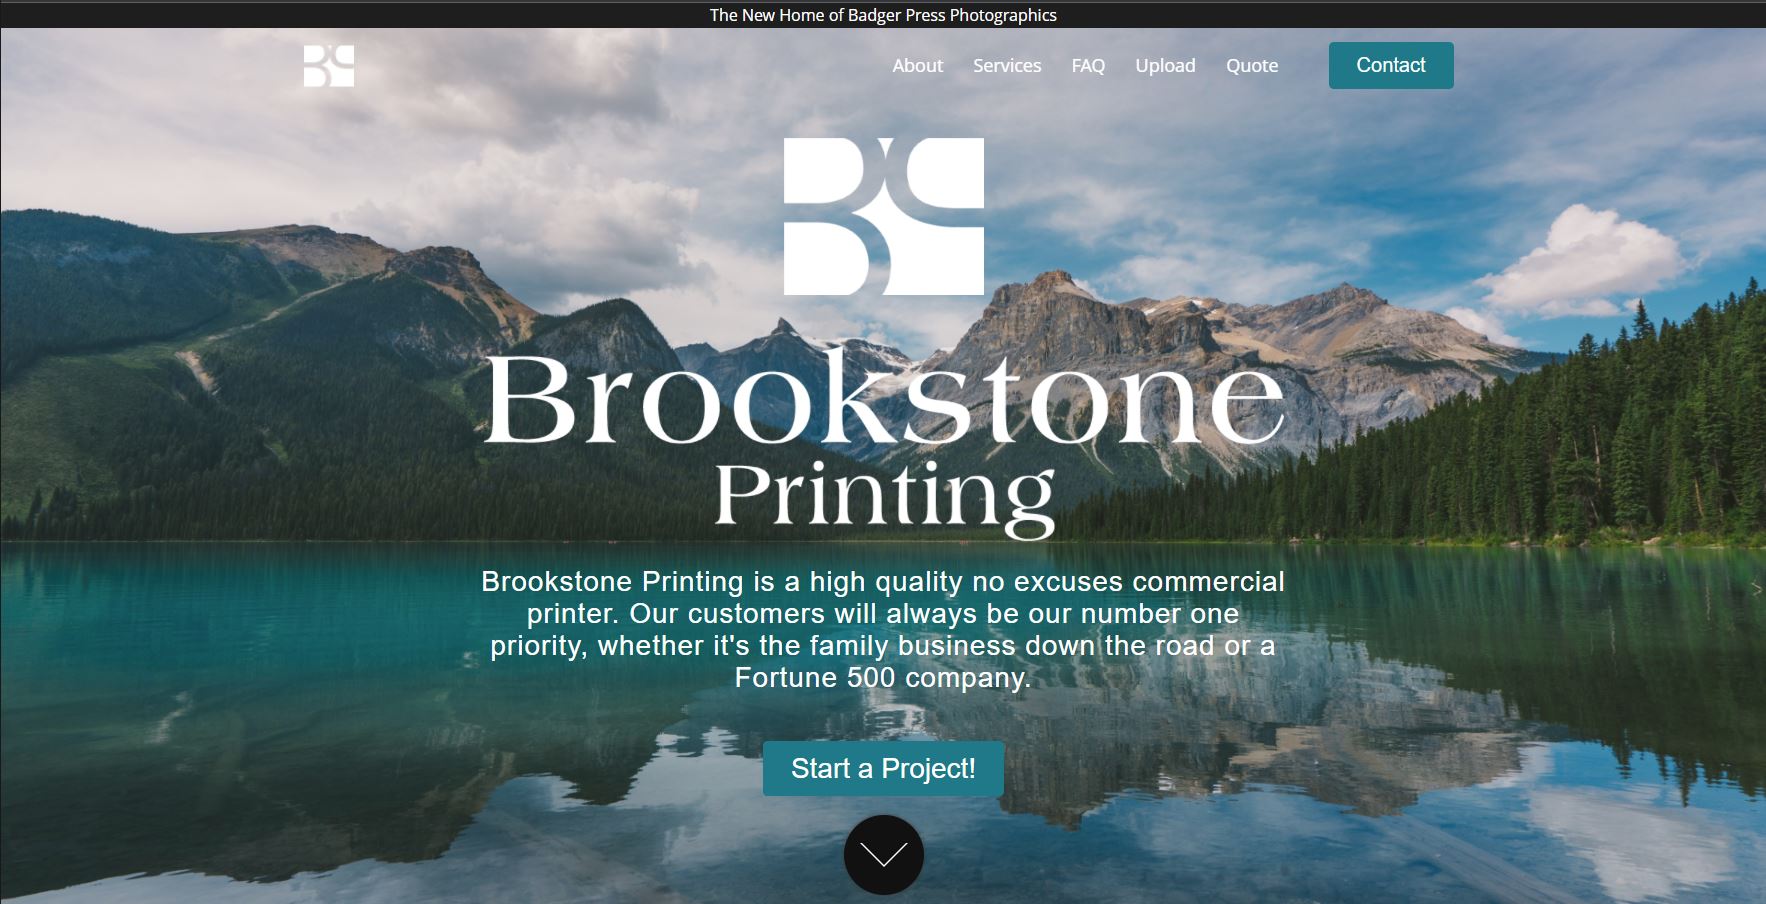 The New Home of Badger Press Photographics
About Services FAQ Upload Quote Contact
Brookstone
Printing
Brookstone Printing is a high quality no excuses commercial
printer. Our customers will always be our number one
priority, whether it's the family business down the road or a
Fortune 500 company.
Start a Project!